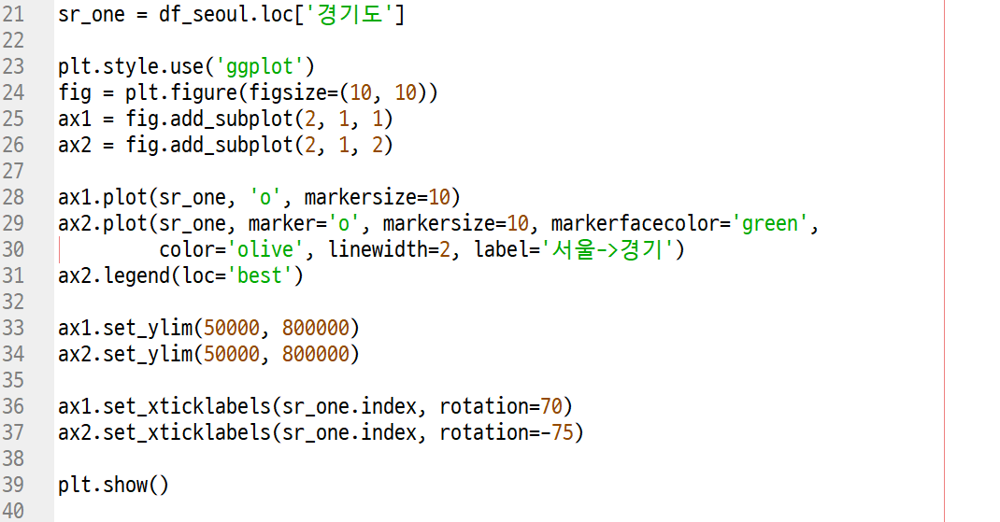 21 sr_one = df_seoul.loc['경기도']
22
23 plt.style.use('ggplot')
24 fig = plt.figure(figsize=(10, 10))
25 ax1 = fig.add_subplot(2, 1, 1)
26 ax2 = fig.add_subplot(2, 1, 2)
27
28 ax1.plot(sr_one, 'o', markersize=10)
29 ax2.plot(sr_one, marker='o', markersize=10, markerfacecolor='green',
30          color='olive', linewidth=2, label='서울->경기')
31 ax2.legend(loc='best')
32
33 ax1.set_ylim(50000, 800000)
34 ax2.set_ylim(50000, 800000)
35
36 ax1.set_xticklabels(sr_one.index, rotation=70)
37 ax2.set_xticklabels(sr_one.index, rotation=-75)
38
39 plt.show()
40